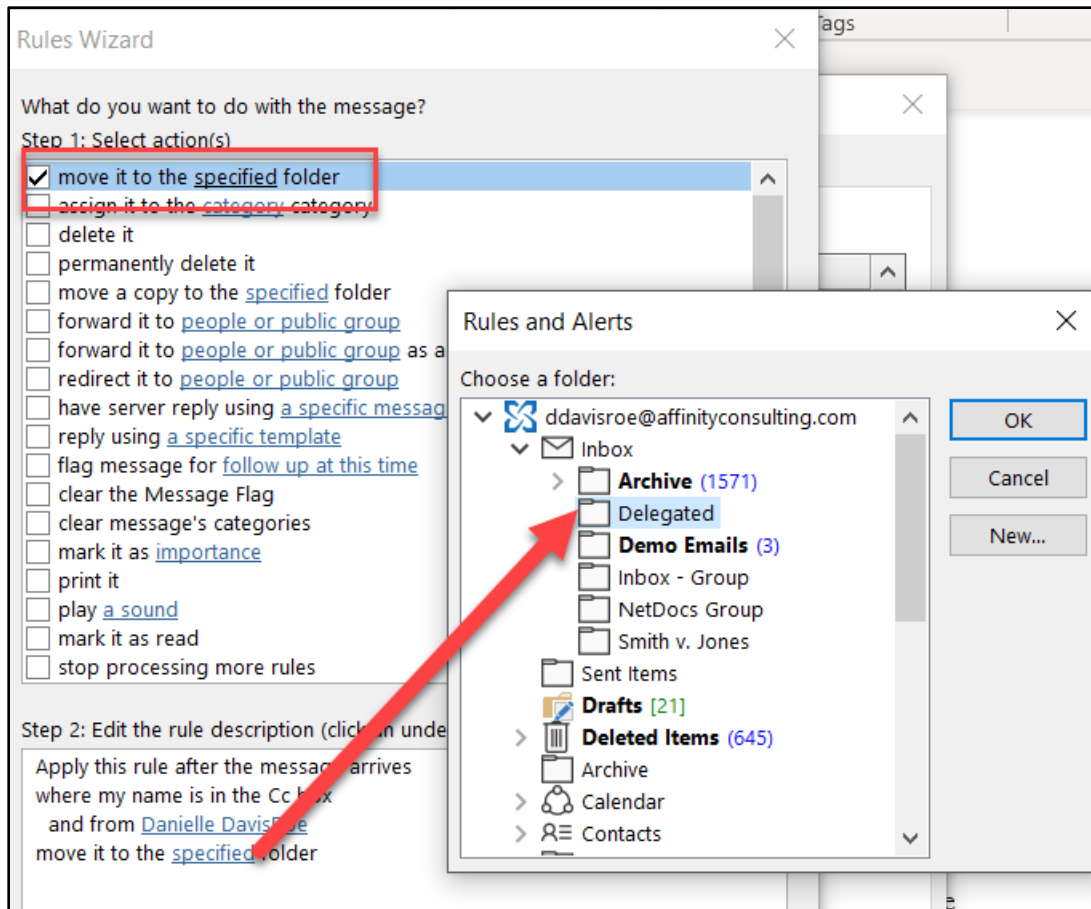 Tags
Rules Wizard
What do you want to do with the message?
Step 1: Select action(s)
move it to the specified folder
assign it to the category category
delete it
permanently delete it
move a copy to the specified folder
forward it to people or public group
forward it to people or public group as a
redirect it to people or public group
have server reply using a specific messag
reply using a specific template
flag message for follow up at this time
clear the Message Flag
clear message's categories
mark it as importance
print it
play a sound
mark it as read
stop processing more rules
Step 2: Edit the rule description (click an unde
Apply this rule after the message arrives
where my name is in the Cc box
and from Danielle DavisRoe
move it to the specified folder
Rules and Alerts
Choose a folder:
ddavisroe@affinityconsulting.com
Inbox
Archive (1571)
Delegated
Demo Emails (3)
Inbox - Group
NetDocs Group
Smith v. Jones
Sent Items
Drafts [21]
Deleted Items (645)
Archive
Calendar
Contacts
OK
Cancel
New...
e